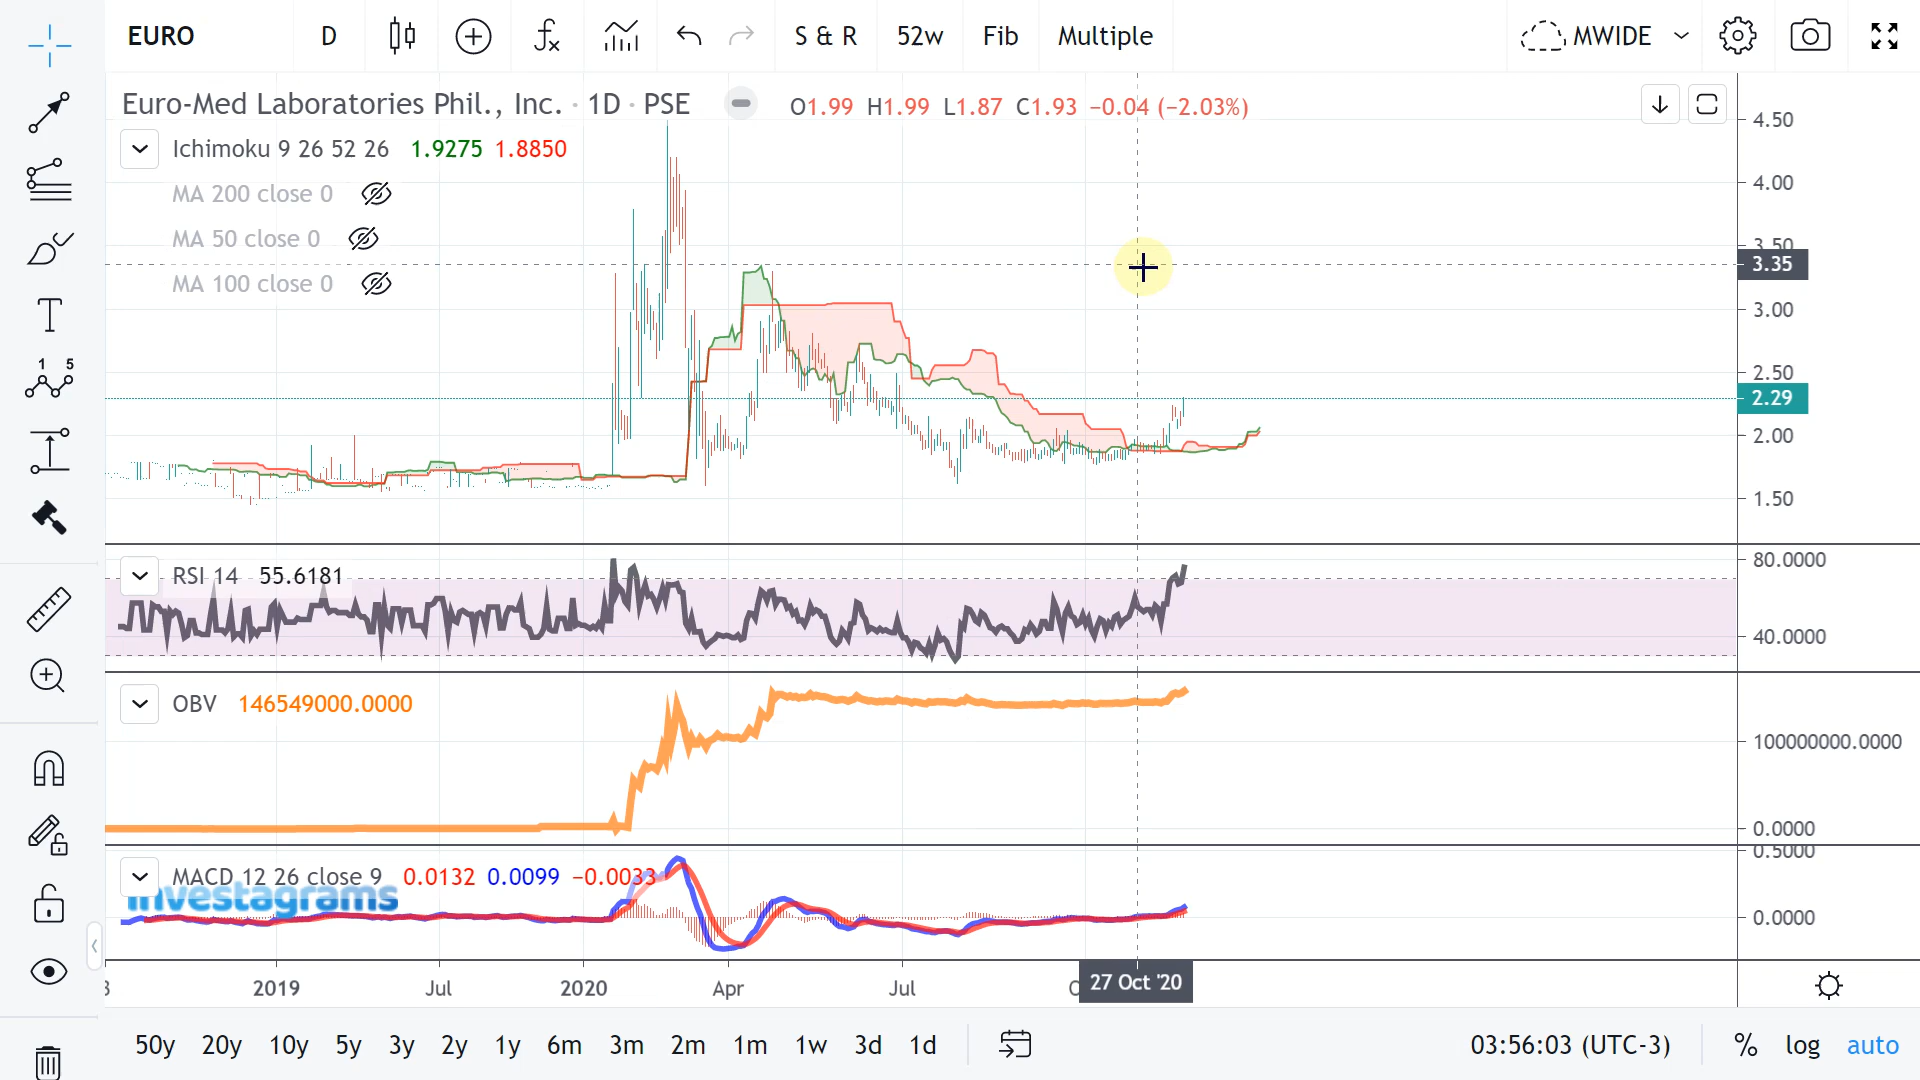 EURO D S & R 52w Fib Multiple MWIDE
Euro-Med Laboratories Phil., Inc. · 1D · PSE O1.99 H1.99 L1.87 C1.93 −0.04 (−2.03%)
Ichimoku 9 26 52 26 1.9275 1.8850
MA 200 close 0
MA 50 close 0
MA 100 close 0
4.50
4.00
3.50
3.35
3.00
2.50
2.29
2.00
1.50
1 5
RSI 14 55.6181
80.0000
40.0000
OBV 146549000.0000
100000000.0000
0.0000
MACD 12 26 close 9 0.0132 0.0099 −0.0033
investagrams
0.5000
0.0000
2019 Jul 2020 Apr Jul 27 Oct '20
50y 20y 10y 5y 3y 2y 1y 6m 3m 2m 1m 1w 3d 1d 03:56:03 (UTC-3) % log auto